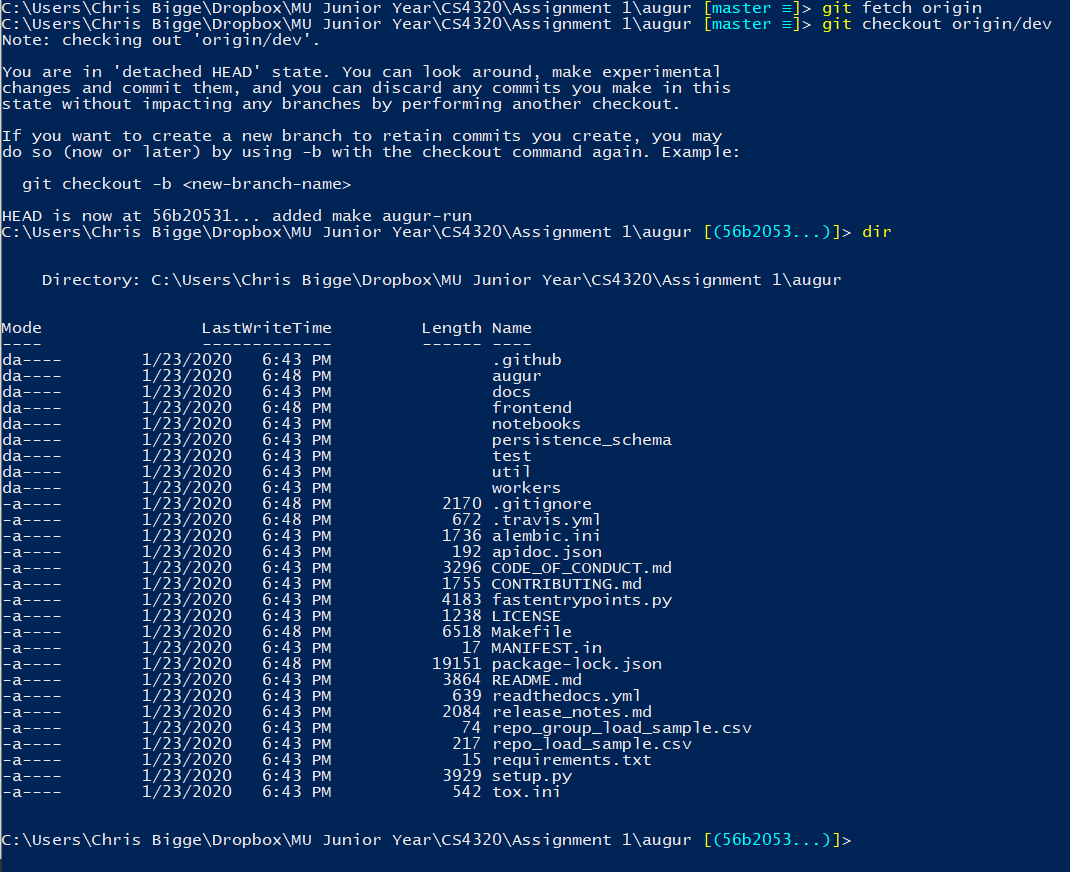 C:\Users\Chris Bigge\Dropbox\MU Junior Year\CS4320\Assignment 1\augur [master ≡]> git fetch origin
C:\Users\Chris Bigge\Dropbox\MU Junior Year\CS4320\Assignment 1\augur [master ≡]> git checkout origin/dev
Note: checking out 'origin/dev'.
You are in 'detached HEAD' state. You can look around, make experimental
changes and commit them, and you can discard any commits you make in this
state without impacting any branches by performing another checkout.
If you want to create a new branch to retain commits you create, you may
do so (now or later) by using -b with the checkout command again. Example:
git checkout -b <new-branch-name>
HEAD is now at 56b20531... added make augur-run
C:\Users\Chris Bigge\Dropbox\MU Junior Year\CS4320\Assignment 1\augur [(56b2053...)]> dir
Directory: C:\Users\Chris Bigge\Dropbox\MU Junior Year\CS4320\Assignment 1\augur
Mode LastWriteTime Length Name
---- ------------- ------ ----
da---- 1/23/2020 6:43 PM .github
da---- 1/23/2020 6:48 PM augur
da---- 1/23/2020 6:43 PM docs
da---- 1/23/2020 6:48 PM frontend
da---- 1/23/2020 6:43 PM notebooks
da---- 1/23/2020 6:43 PM persistence_schema
da---- 1/23/2020 6:43 PM test
da---- 1/23/2020 6:43 PM util
da---- 1/23/2020 6:43 PM workers
-a---- 1/23/2020 6:48 PM 2170 .gitignore
-a---- 1/23/2020 6:48 PM 672 .travis.yml
-a---- 1/23/2020 6:43 PM 1736 alembic.ini
-a---- 1/23/2020 6:43 PM 192 apidoc.json
-a---- 1/23/2020 6:43 PM 3296 CODE_OF_CONDUCT.md
-a---- 1/23/2020 6:43 PM 1755 CONTRIBUTING.md
-a---- 1/23/2020 6:43 PM 4183 fastentrypoints.py
-a---- 1/23/2020 6:43 PM 1238 LICENSE
-a---- 1/23/2020 6:48 PM 6518 Makefile
-a---- 1/23/2020 6:43 PM 17 MANIFEST.in
-a---- 1/23/2020 6:48 PM 19151 package-lock.json
-a---- 1/23/2020 6:43 PM 3864 README.md
-a---- 1/23/2020 6:43 PM 639 readthedocs.yml
-a---- 1/23/2020 6:43 PM 2084 release_notes.md
-a---- 1/23/2020 6:43 PM 74 repo_group_load_sample.csv
-a---- 1/23/2020 6:43 PM 217 repo_load_sample.csv
-a---- 1/23/2020 6:43 PM 15 requirements.txt
-a---- 1/23/2020 6:43 PM 3929 setup.py
-a---- 1/23/2020 6:43 PM 542 tox.ini
C:\Users\Chris Bigge\Dropbox\MU Junior Year\CS4320\Assignment 1\augur [(56b2053...)]>